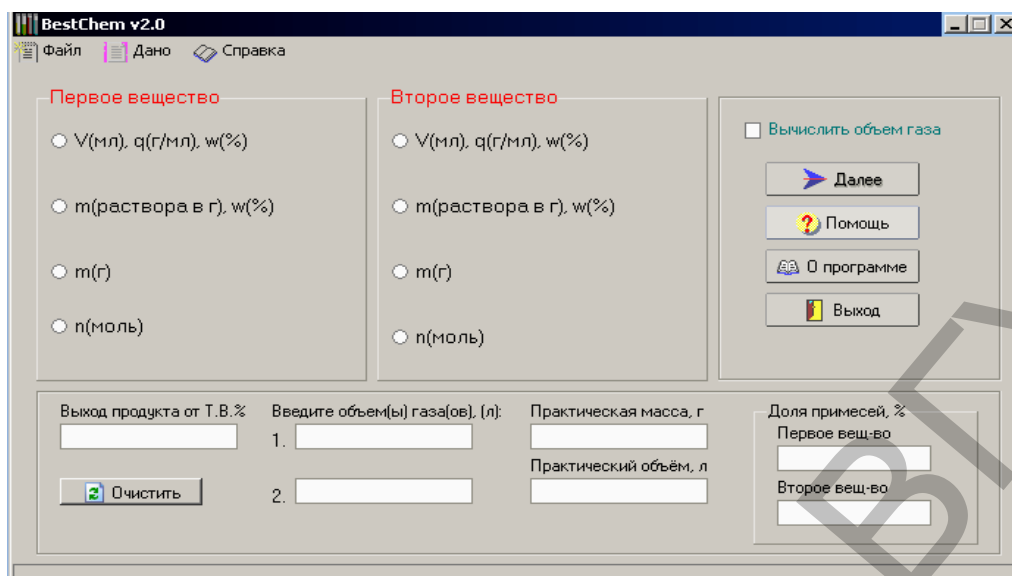 BestChem v2.0
Файл Дано Справка
Первое вещество
V(мл), q(г/мл), w(%)
m(раствора в г), w(%)
m(г)
n(моль)
Второе вещество
V(мл), q(г/мл), w(%)
m(раствора в г), w(%)
m(г)
n(моль)
Вычислить объем газа
Далее
Помощь
О программе
Выход
Выход продукта от Т.В.%
Очистить
Введите объем(ы) газа(ов), (л):
1.
2.
Практическая масса, г
Практический объём, л
Доля примесей, %
Первое вещ-во
Второе вещ-во